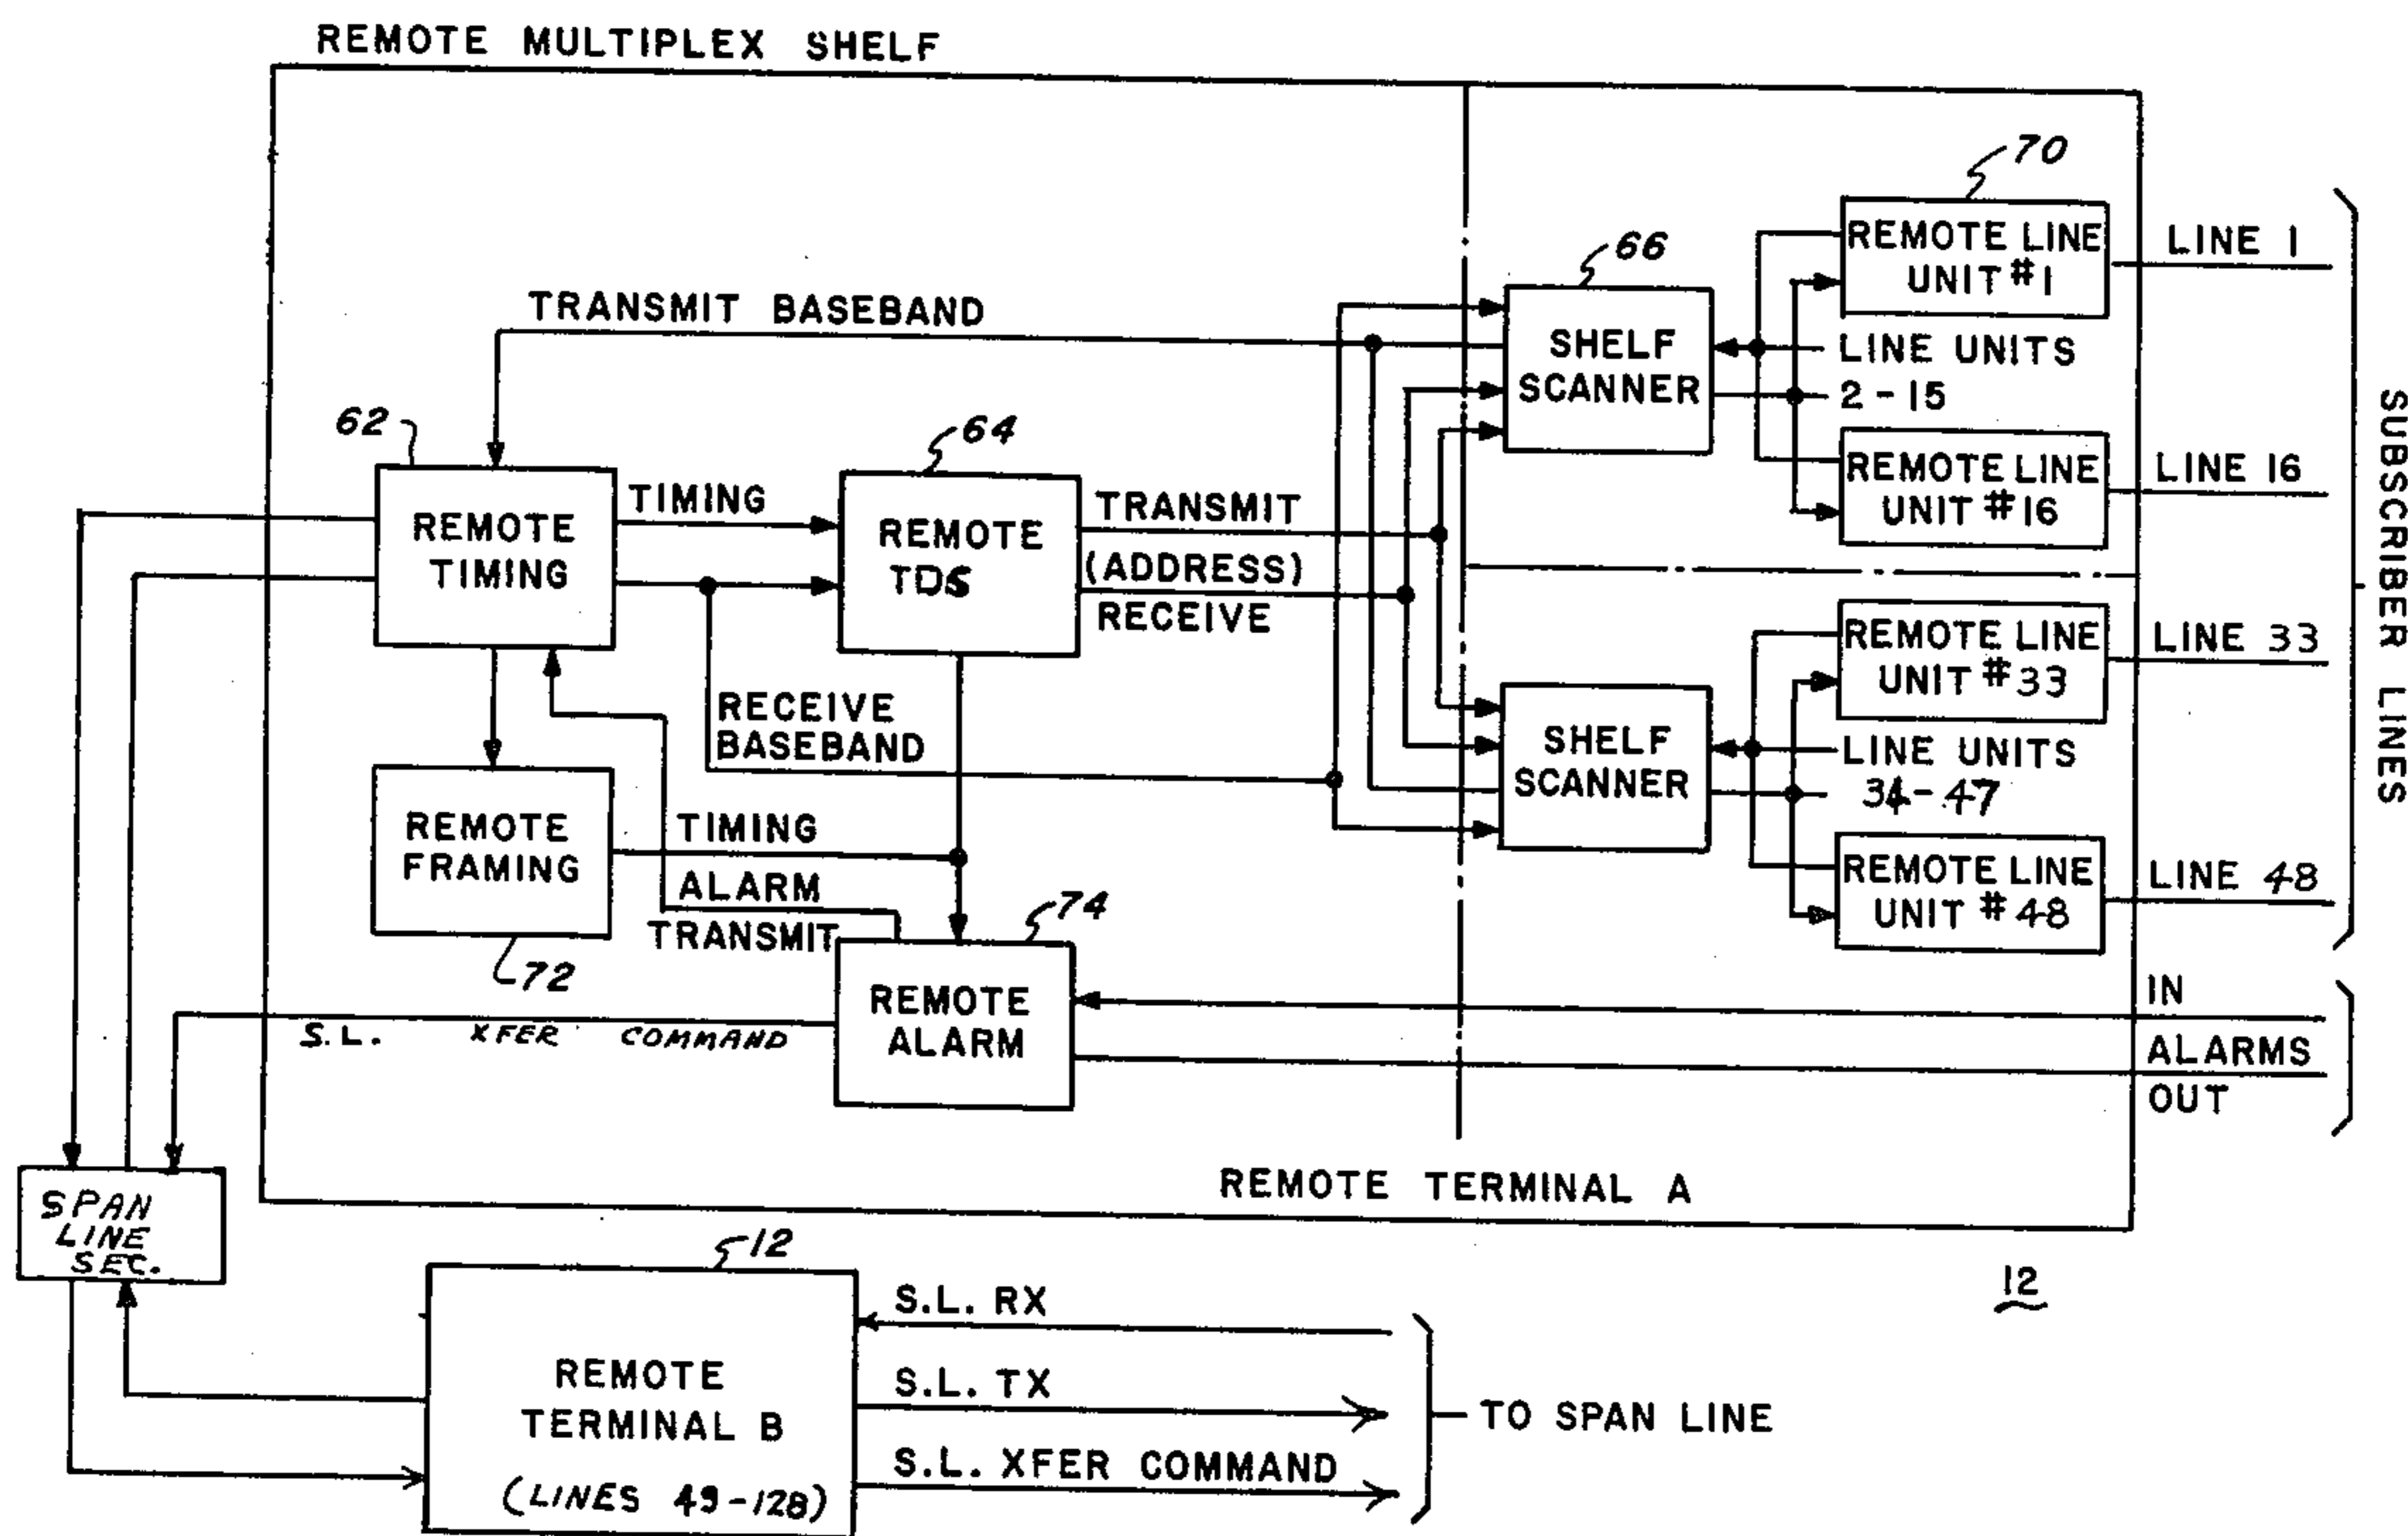 REMOTE MULTIPLEX SHELF
70
REMOTE LINE
UNIT #1
LINE 1
66
SHELF
SCANNER
LINE UNITS
2-15
TRANSMIT BASEBAND
REMOTE LINE
UNIT #16
LINE 16
62
64
REMOTE
TIMING
TIMING
REMOTE
TDS
TRANSMIT
(ADDRESS)
RECEIVE
SUBSCRIBER LINES
REMOTE LINE
UNIT #33
LINE 33
RECEIVE
BASEBAND
SHELF
SCANNER
LINE UNITS
34-47
REMOTE
FRAMING
72
TIMING
ALARM
TRANSMIT
74
REMOTE LINE
UNIT #48
LINE 48
REMOTE
ALARM
IN
ALARMS
OUT
S.L. XFER COMMAND
REMOTE TERMINAL A
SPAN
LINE
SEC.
12
12
REMOTE
TERMINAL B
(LINES 49-128)
S.L. RX
S.L. TX
S.L. XFER COMMAND
TO SPAN LINE